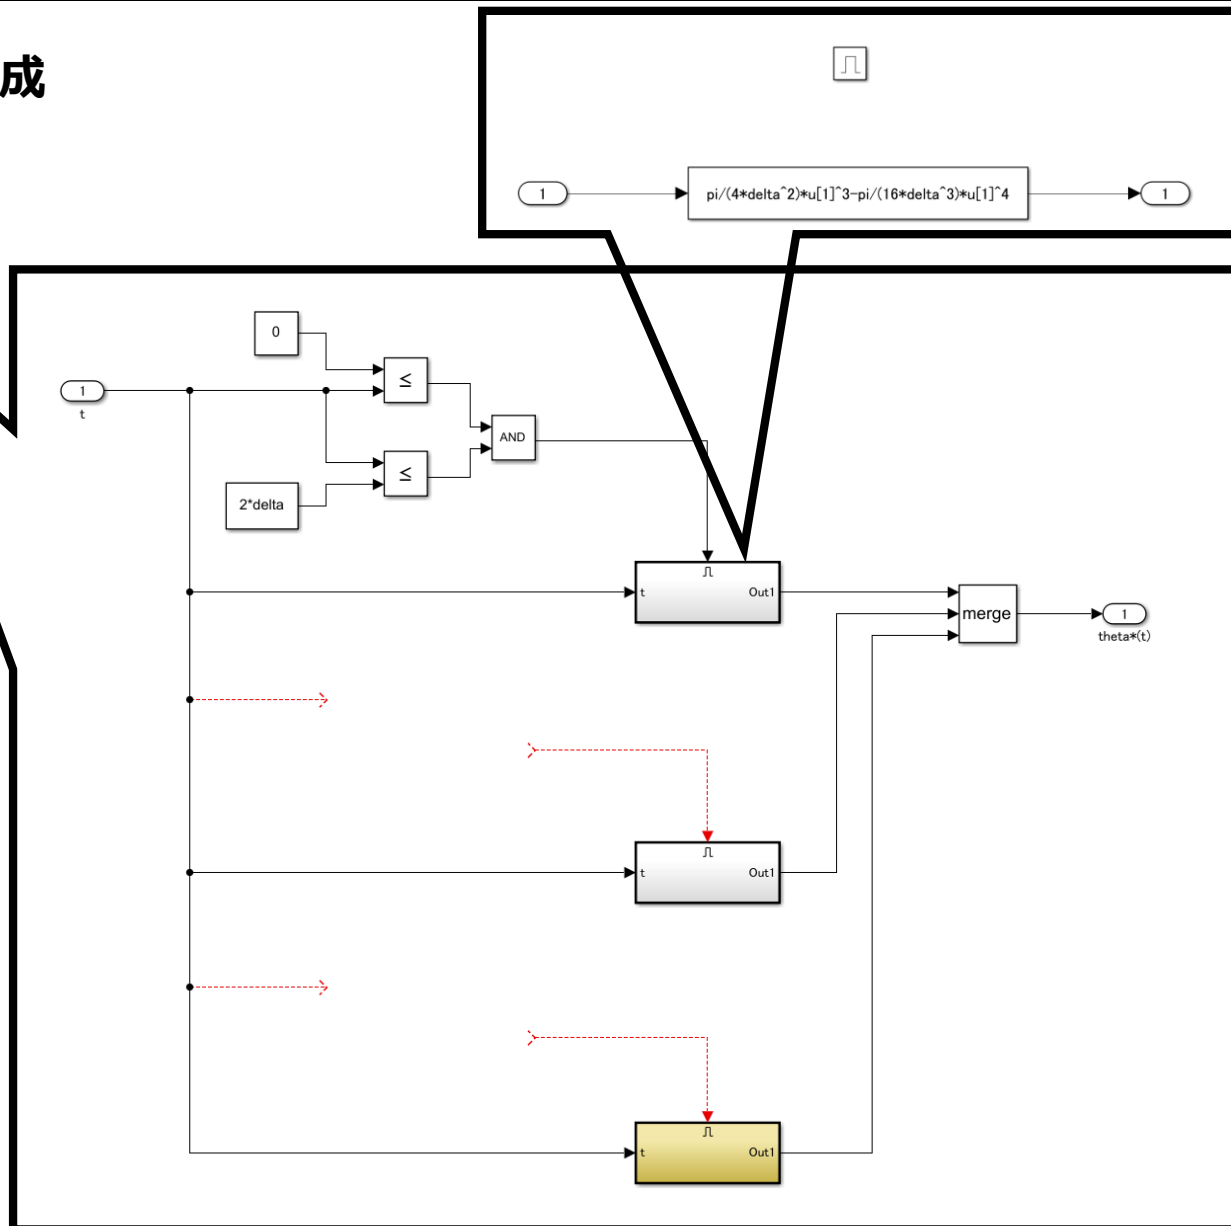 成
1
pi/(4*delta^2)*u[1]^3-pi/(16*delta^3)*u[1]^4
1
0
≤
1
t
AND
≤
2*delta
t
Out1
merge
1
theta*(t)
t
Out1
t
Out1